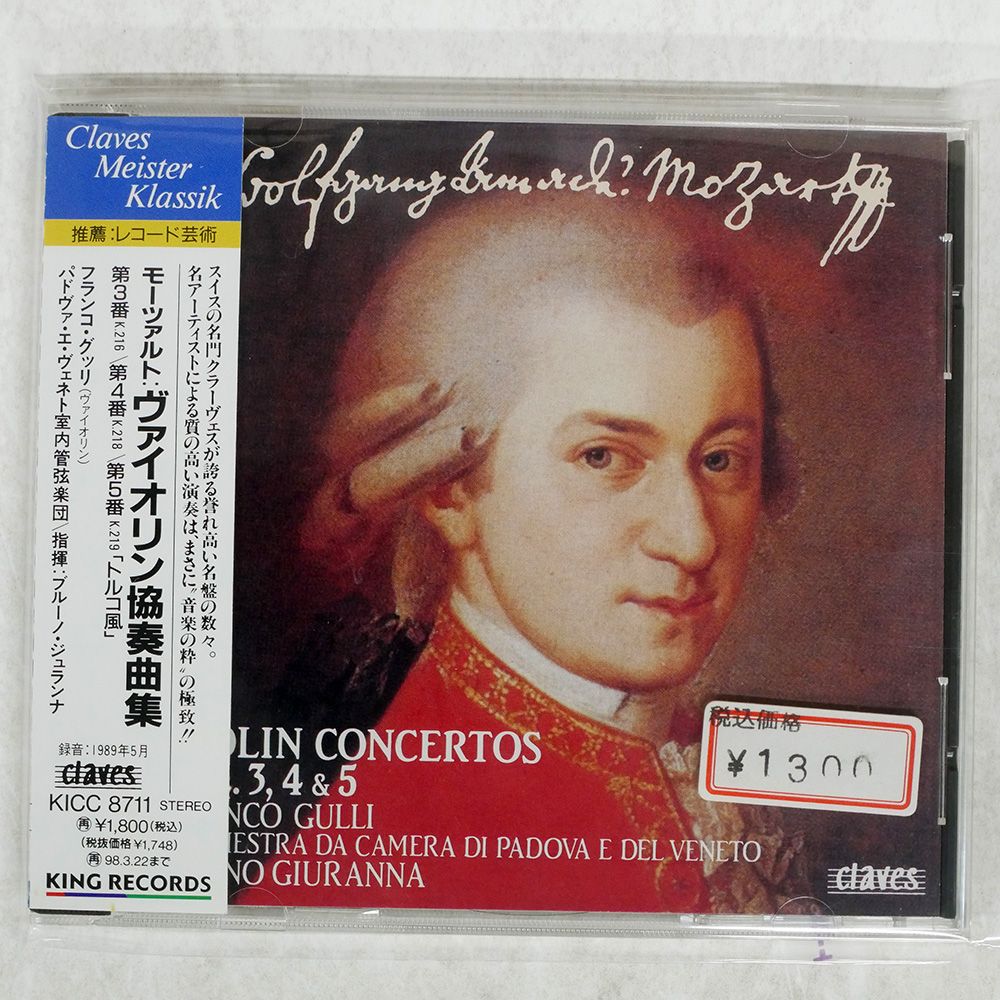 Claves
Meister
Klassik
推薦:レコード芸術
スイスの名門クラーヴェスが誇る誉れ高い名盤の数々。
名アーティストによる質の高い演奏は、まさに"音楽の粋"の極致!!
モーツァルト:ヴァイオリン協奏曲集
第3番K.216/第4番K.218/第5番K.219「トルコ風」
フランコ・グッリ(ヴァイオリン)
パドヴァ・エ・ヴェネト室内管弦楽団/指揮:ブルーノ・ジュランナ
録音:1989年5月
claves
KICC 8711 STEREO
再 ¥1,800(税込)
(税抜価格¥1,748)
再 98.3.22まで
KING RECORDS
Wolfgang Amadè Mozart
OLIN CONCERTOS
. 3, 4 & 5
NCO GULLI
ESTRA DA CAMERA DI PADOVA E DEL VENETO
NO GIURANNA
税込価格
¥1300
claves